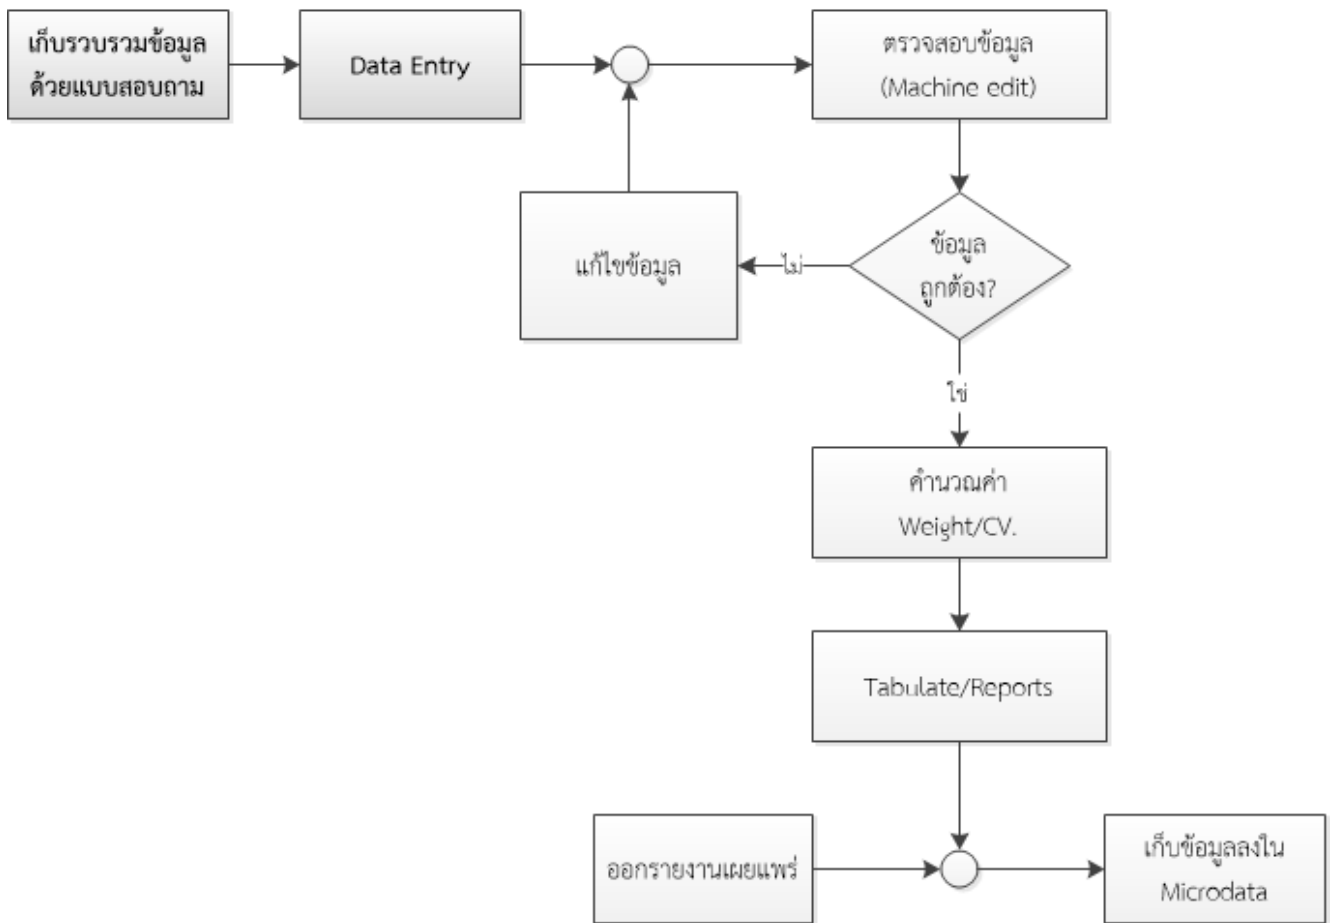 เก็บรวบรวมข้อมูล
ด้วยแบบสอบถาม
Data Entry
ตรวจสอบข้อมูล
(Machine edit)
แก้ไขข้อมูล
ไม่
ข้อมูล
ถูกต้อง?
ใช่
คำนวณค่า
Weight/CV.
Tabulate/Reports
ออกรายงานเผยแพร่
เก็บข้อมูลลงใน
Microdata